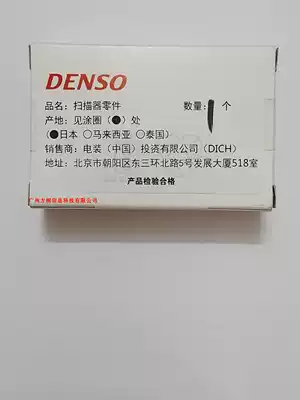 DENSO
品名：扫描器零件 数量：1个
产地：见涂圈（●）处
（●日本 ○马来西亚 ○泰国）
销售商：电装（中国）投资有限公司（DICH）
地址：北京市朝阳区东三环北路5号发展大厦518室
产品检验合格